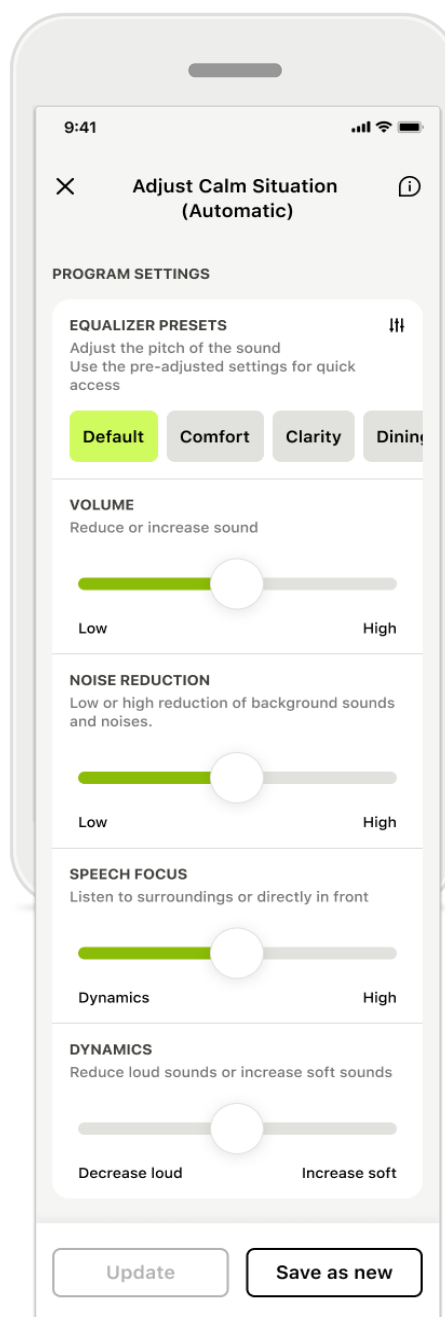 9:41
Adjust Calm Situation
(Automatic)
PROGRAM SETTINGS
EQUALIZER PRESETS
Adjust the pitch of the sound
Use the pre-adjusted settings for quick
access
Default Comfort Clarity Dining
VOLUME
Reduce or increase sound
Low High
NOISE REDUCTION
Low or high reduction of background sounds
and noises.
Low High
SPEECH FOCUS
Listen to surroundings or directly in front
Dynamics High
DYNAMICS
Reduce loud sounds or increase soft sounds
Decrease loud Increase soft
Update Save as new